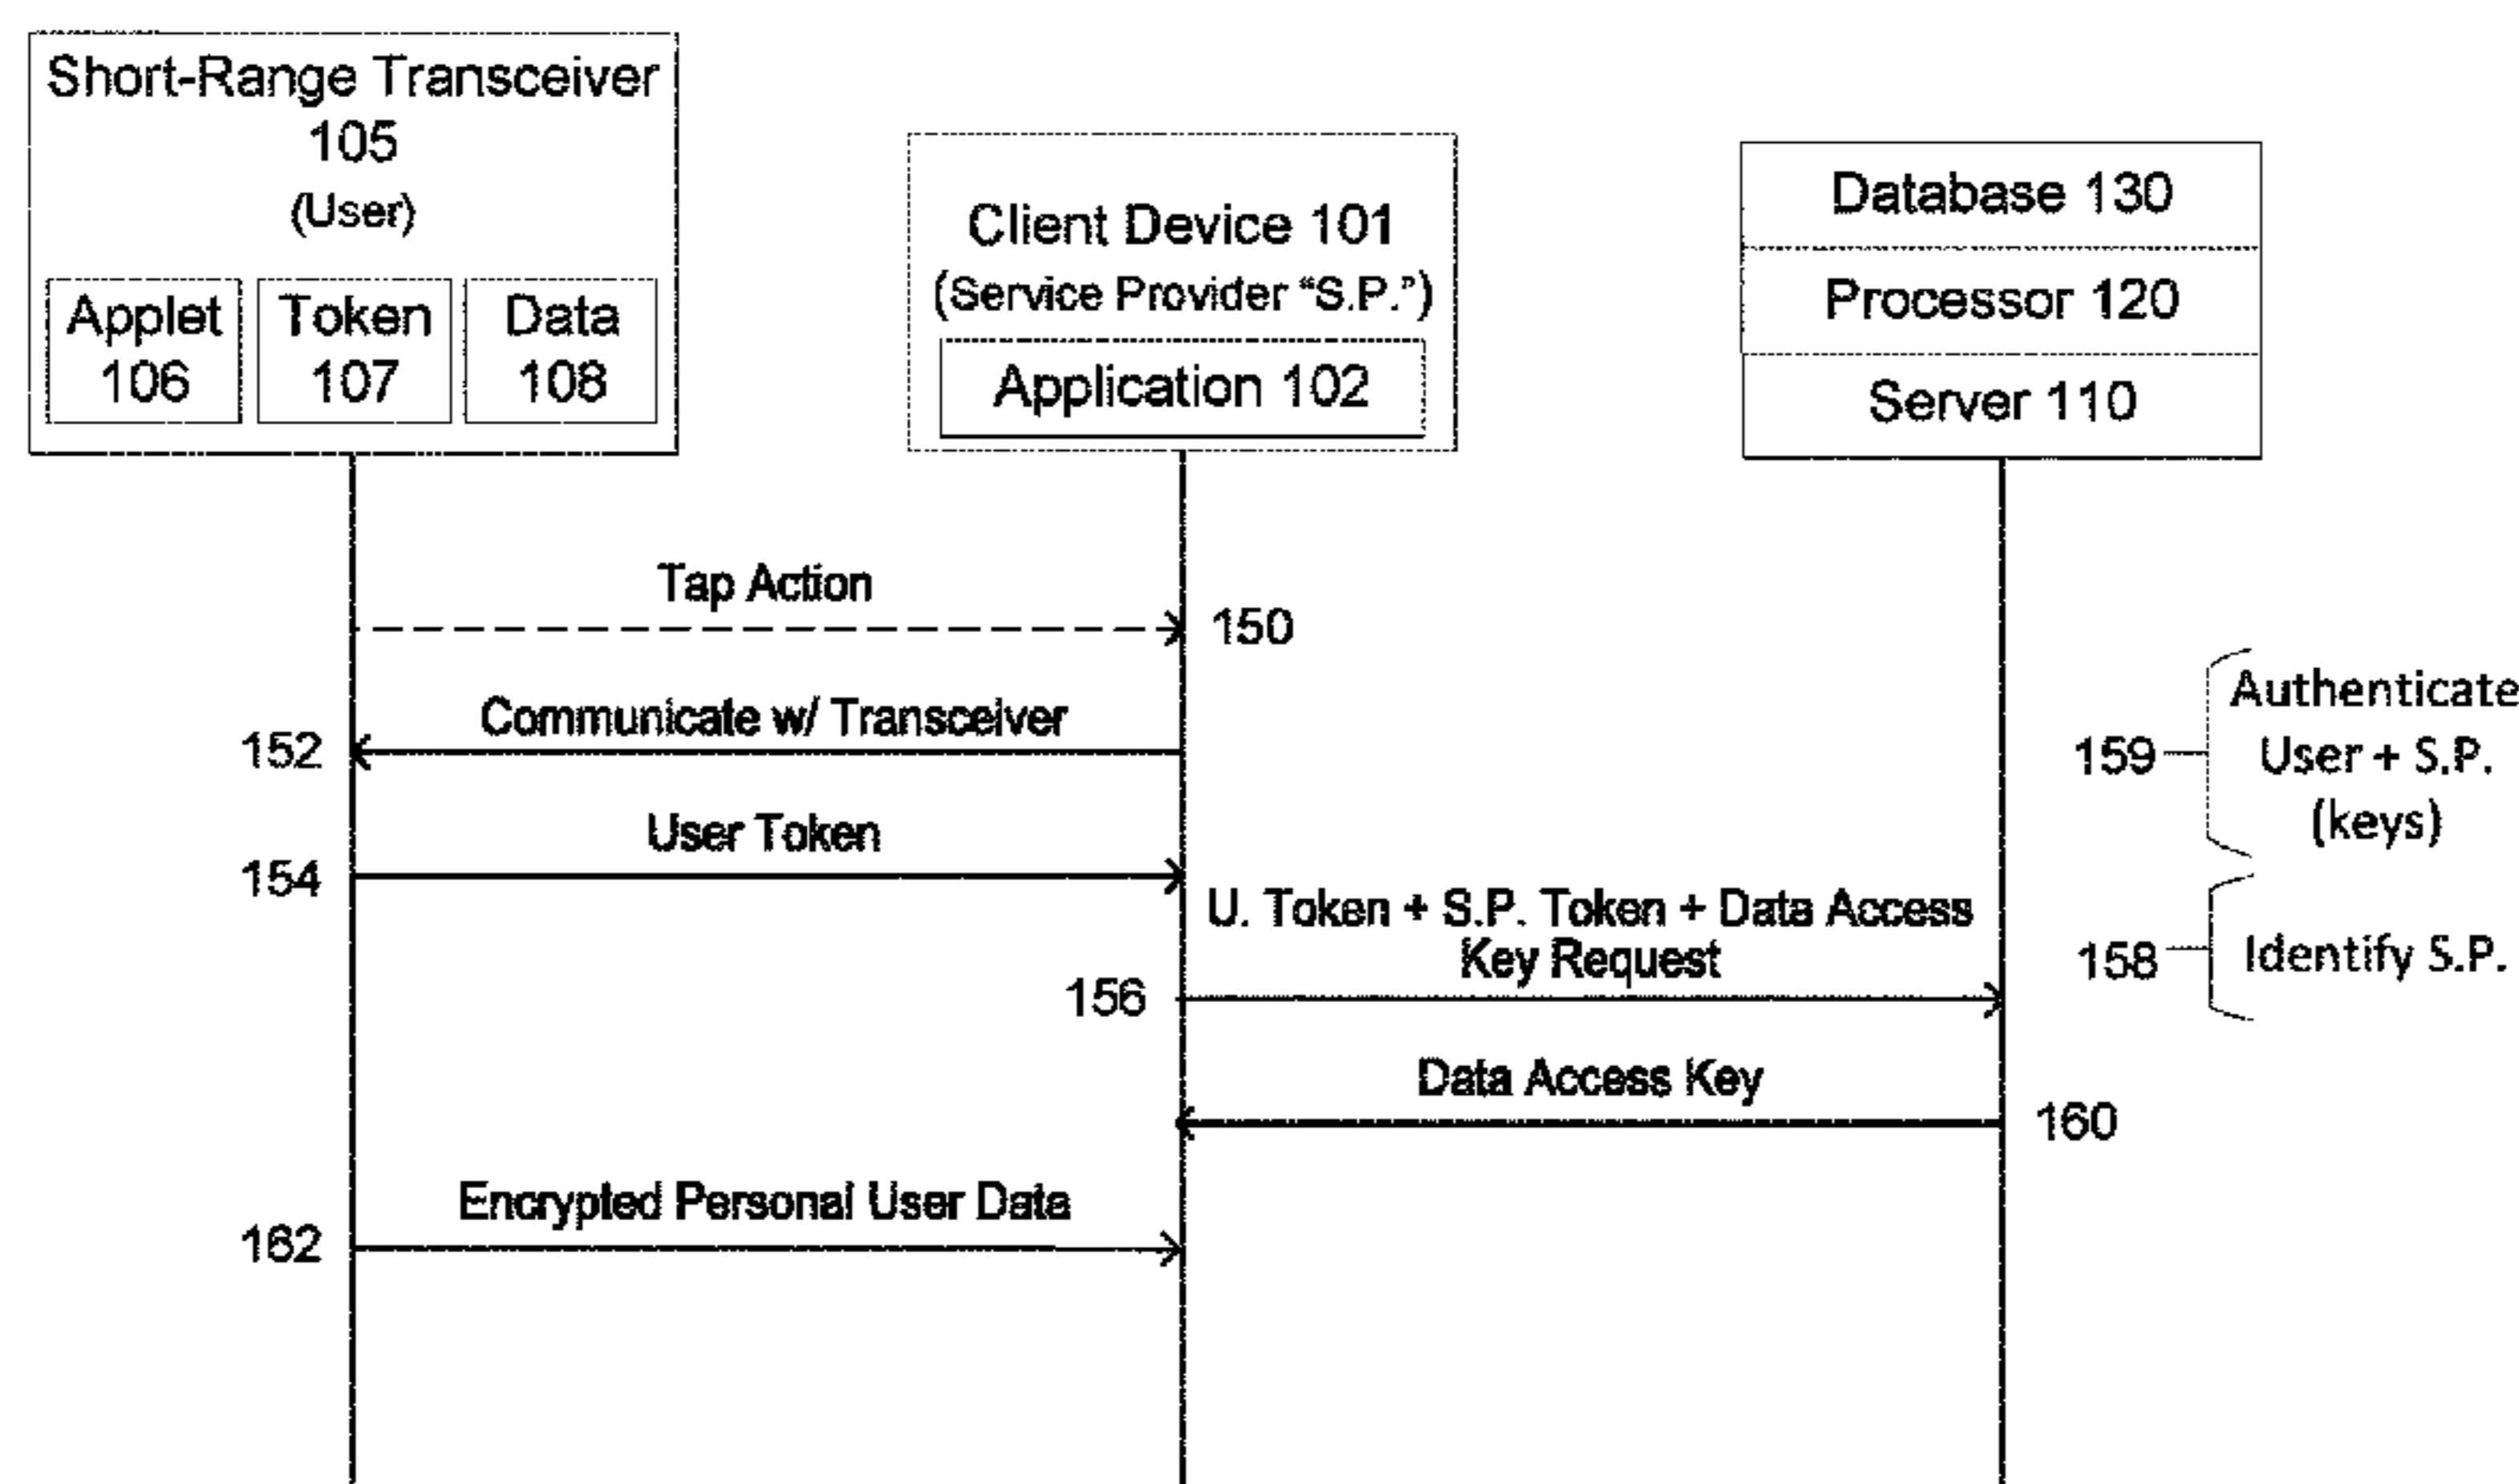 Short-Range Transceiver
105
(User)
Applet
106
Token
107
Data
108
Client Device 101
(Service Provider “S.P.”)
Application 102
Database 130
Processor 120
Server 110
Tap Action
150
Communicate w/ Transceiver
152
Authenticate
User + S.P.
(keys)
159
User Token
154
U. Token + S.P. Token + Data Access
Key Request
156
158
Identify S.P.
Data Access Key
160
Encrypted Personal User Data
162